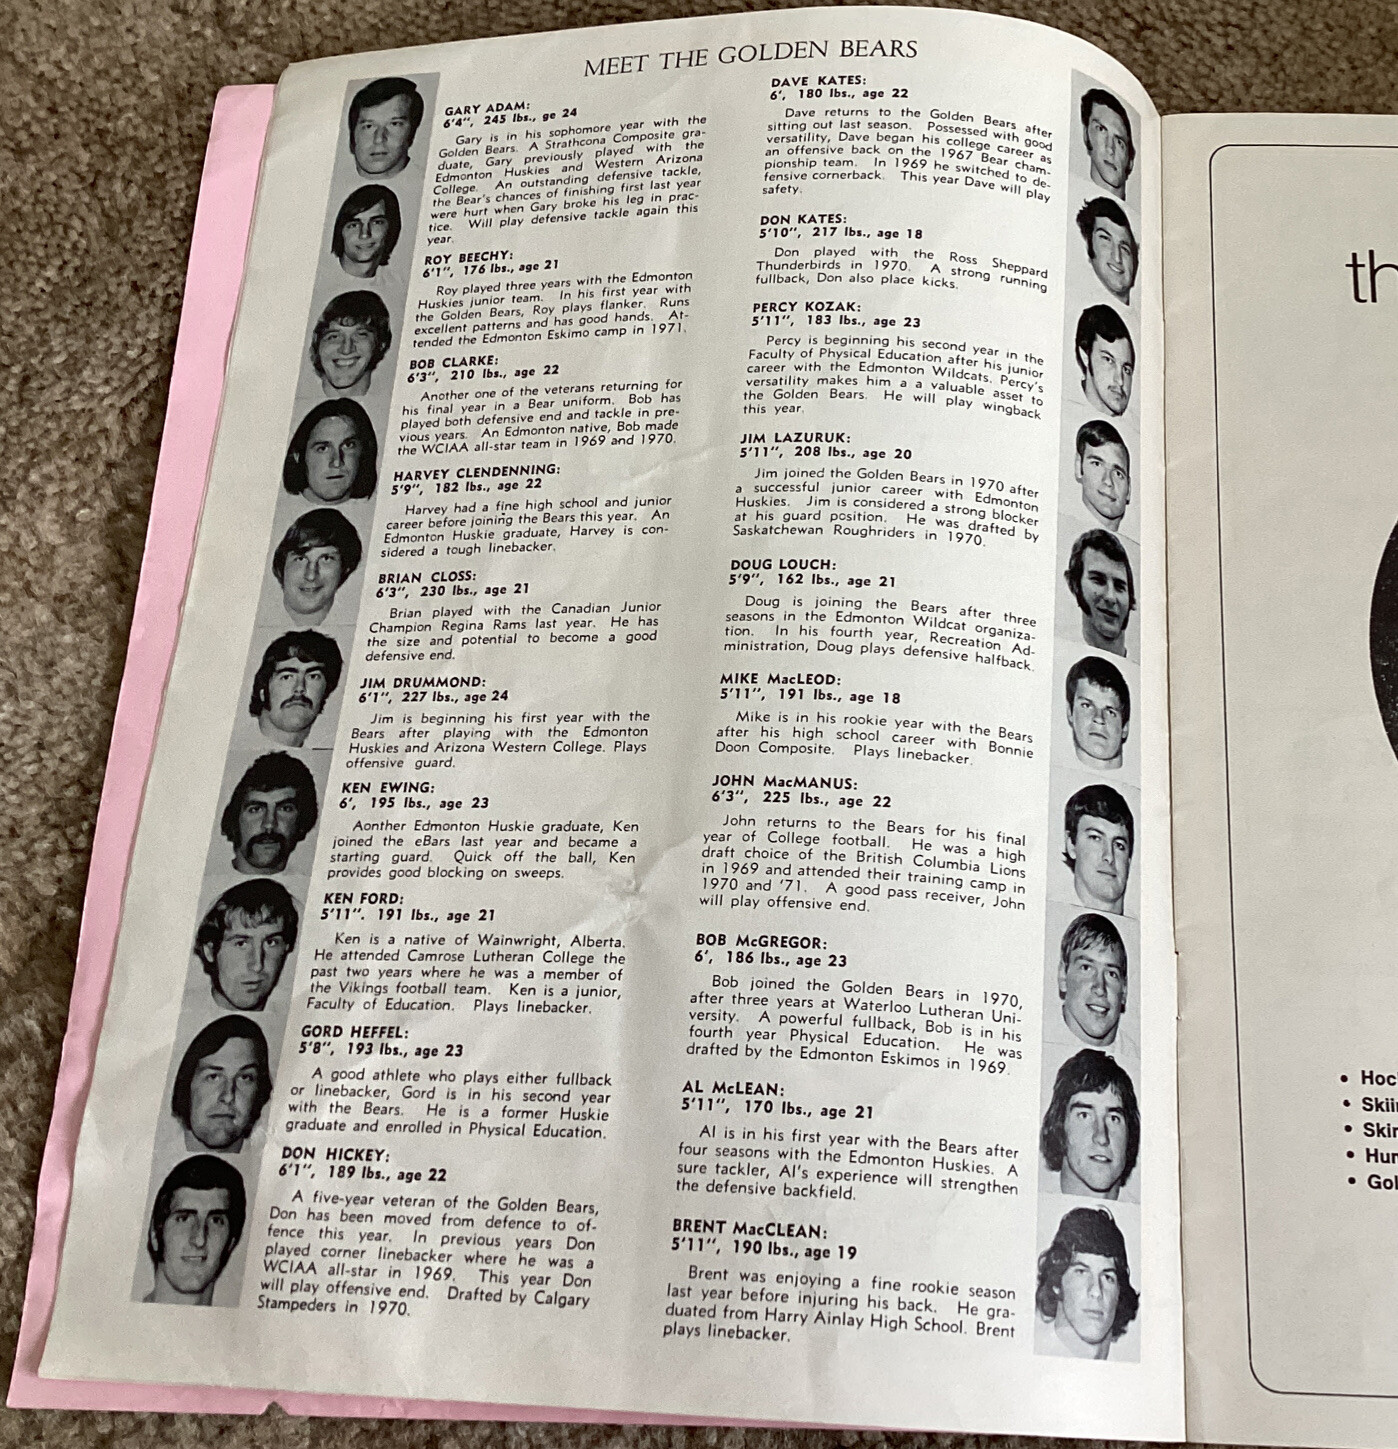 MEET THE GOLDEN BEARS
GARY ADAM:
6'4", 245 lbs., ge 24
Gary is in his sophomore year with the
Golden Bears. A Strathcona Composite gra-
duate, Gary previously played with the
Edmonton Huskies and Western Arizona
College. An outstanding defensive tackle,
the Bear's chances of finishing first last year
were hurt when Gary broke his leg in prac-
tice. Will play defensive tackle again this
year.
ROY BEECHY:
6'1", 176 lbs., age 21
Roy played three years with the Edmonton
Huskies junior team. In his first year with
the Golden Bears, Roy plays flanker. Runs
excellent patterns and has good hands. At-
tended the Edmonton Eskimo camp in 1971.
BOB CLARKE:
6'3", 210 lbs., age 22
Another one of the veterans returning for
his final year in a Bear uniform. Bob has
played both defensive end and tackle in pre-
vious years. An Edmonton native, Bob made
the WCIAA all-star team in 1969 and 1970.
HARVEY CLENDENNING:
5'9", 182 lbs., age 22
Harvey had a fine high school and junior
career before joining the Bears this year. An
Edmonton Huskie graduate, Harvey is con-
sidered a tough linebacker.
BRIAN CLOSS:
6'3", 230 lbs., age 21
Brian played with the Canadian Junior
Champion Regina Rams last year. He has
the size and potential to become a good
defensive end.
JIM DRUMMOND:
6'1", 227 lbs., age 24
Jim is beginning his first year with the
Bears after playing with the Edmonton
Huskies and Arizona Western College. Plays
offensive guard.
KEN EWING:
6', 195 lbs., age 23
Aonther Edmonton Huskie graduate, Ken
joined the eBars last year and became a
starting guard. Quick off the ball, Ken
provides good blocking on sweeps.
KEN FORD:
5'11". 191 lbs., age 21
Ken is a native of Wainwright, Alberta.
He attended Camrose Lutheran College the
past two years where he was a member of
the Vikings football team. Ken is a junior,
Faculty of Education. Plays linebacker.
GORD HEFFEL:
5'8", 193 lbs., age 23
A good athlete who plays either fullback
or linebacker, Gord is in his second year
with the Bears. He is a former Huskie
graduate and enrolled in Physical Education.
DON HICKEY:
6'1", 189 lbs., age 22
A five-year veteran of the Golden Bears,
Don has been moved from defence to of-
fence this year. In previous years Don
played corner linebacker where he was a
WCIAA all-star in 1969. This year Don
will play offensive end. Drafted by Calgary
Stampeders in 1970.
DAVE KATES:
6', 180 lbs., age 22
Dave returns to the Golden Bears after
sitting out last season. Possessed with good
versatility, Dave began his college career as
an offensive back on the 1967 Bear cham-
pionship team. In 1969 he switched to de-
fensive cornerback. This year Dave will play
safety.
DON KATES:
5'10", 217 lbs., age 18
Don played with the Ross Sheppard
Thunderbirds in 1970. A strong running
fullback, Don also place kicks.
PERCY KOZAK:
5'11", 183 lbs., age 23
Percy is beginning his second year in the
Faculty of Physical Education after his junior
career with the Edmonton Wildcats. Percy's
versatility makes him a a valuable asset to
the Golden Bears. He will play wingback
this year.
JIM LAZURUK:
5'11", 208 lbs., age 20
Jim joined the Golden Bears in 1970 after
a successful junior career with Edmonton
Huskies. Jim is considered a strong blocker
at his guard position. He was drafted by
Saskatchewan Roughriders in 1970.
DOUG LOUCH:
5'9", 162 lbs., age 21
Doug is joining the Bears after three
seasons in the Edmonton Wildcat organiza-
tion. In his fourth year, Recreation Ad-
ministration, Doug plays defensive halfback.
MIKE MacLEOD:
5'11", 191 lbs., age 18
Mike is in his rookie year with the Bears
after his high school career with Bonnie
Doon Composite. Plays linebacker.
JOHN MacMANUS:
6'3", 225 lbs., age 22
John returns to the Bears for his final
year of College football. He was a high
draft choice of the British Columbia Lions
in 1969 and attended their training camp in
1970 and '71. A good pass receiver, John
will play offensive end.
BOB McGREGOR:
6', 186 lbs., age 23
Bob joined the Golden Bears in 1970,
after three years at Waterloo Lutheran Uni-
versity. A powerful fullback, Bob is in his
fourth year Physical Education. He was
drafted by the Edmonton Eskimos in 1969.
AL McLEAN:
5'11", 170 lbs., age 21
Al is in his first year with the Bears after
four seasons with the Edmonton Huskies. A
sure tackler, Al's experience will strengthen
the defensive backfield.
BRENT MacCLEAN:
5'11", 190 lbs., age 19
Brent was enjoying a fine rookie season
last year before injuring his back. He gra-
duated from Harry Ainlay High School. Brent
plays linebacker.
th
• Hoc
• Skii
• Skin
• Hun
• Gol